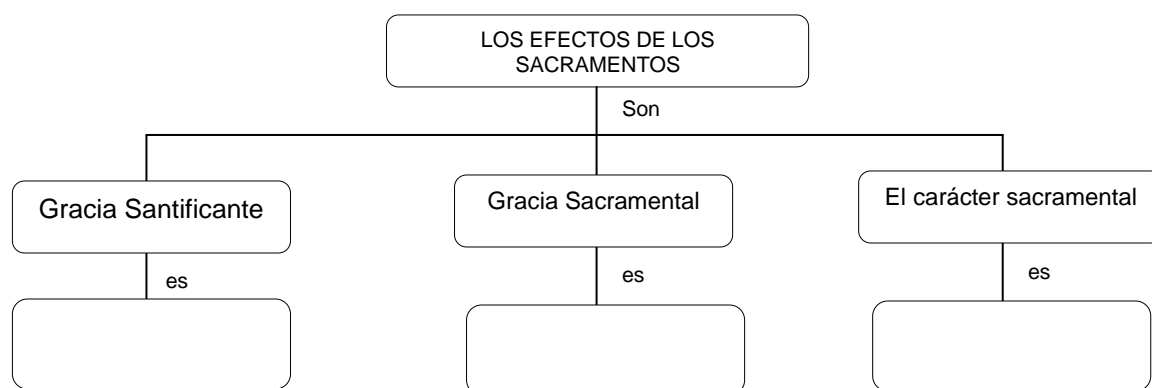 LOS EFECTOS DE LOS
SACRAMENTOS
Son
Gracia Santificante
Gracia Sacramental
El carácter sacramental
es
es
es